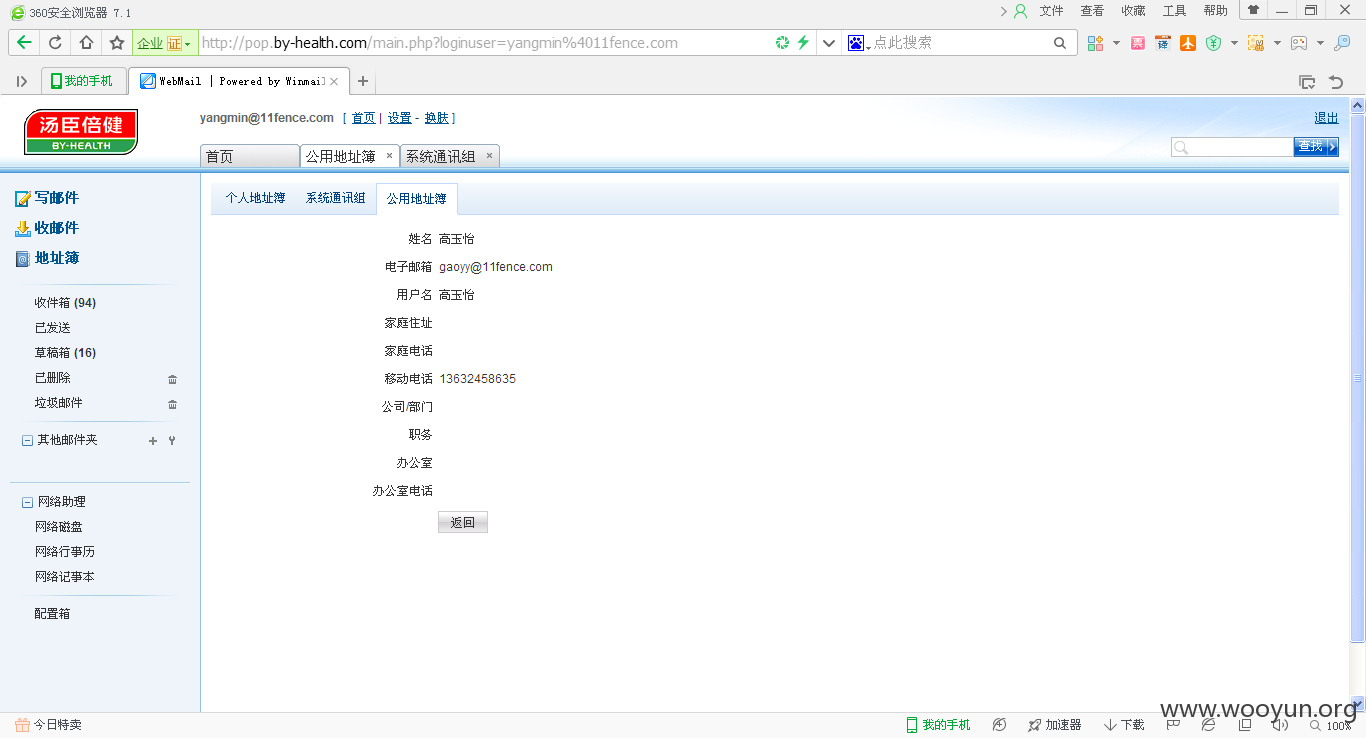 360安全浏览器 7.1
文件 查看 收藏 工具 帮助
企业 证 http://pop.by-health.com/main.php?loginuser=yangmin%4011fence.com 点此搜索
我的手机 WebMail | Powered by Winmail
汤臣倍健
BY-HEALTH
yangmin@11fence.com [ 首页 | 设置 - 换肤 ]
退出
首页 公用地址簿 × 系统通讯组 ×
查找
写邮件
收邮件
地址簿
收件箱 (94)
已发送
草稿箱 (16)
已删除
垃圾邮件
其他邮件夹
网络助理
网络磁盘
网络行事历
网络记事本
配置箱
个人地址簿 系统通讯组 公用地址簿
姓名 高玉怡
电子邮箱 gaoyy@11fence.com
用户名 高玉怡
家庭住址
家庭电话
移动电话 13632458635
公司/部门
职务
办公室
办公室电话
返回
www.wooyun.org
今日特卖 我的手机 加速器 下载 100%